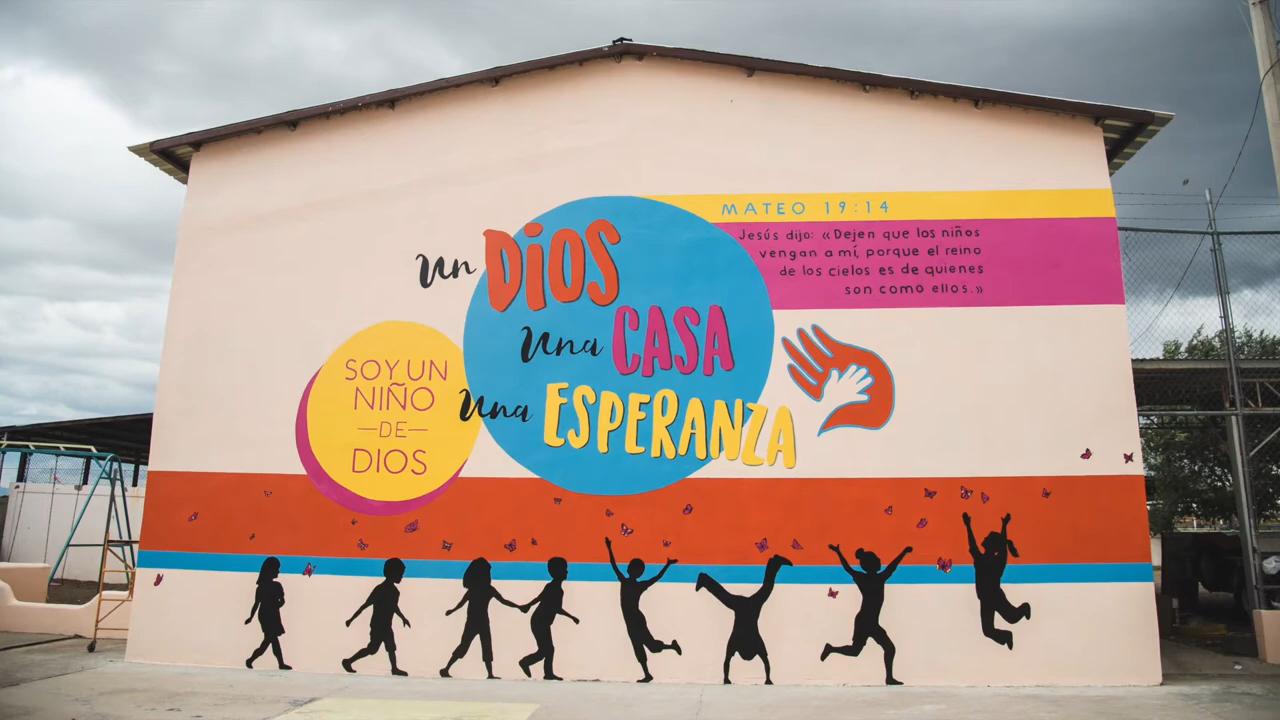 MATEO 19:14
Jesús dijo: «Dejen que los niños
vengan a mí, porque el reino
de los cielos es de quienes
son como ellos.»
Un DiOS
Una CASA
Una ESPERANZA
SOY UN
NIÑO
—DE—
DIOS